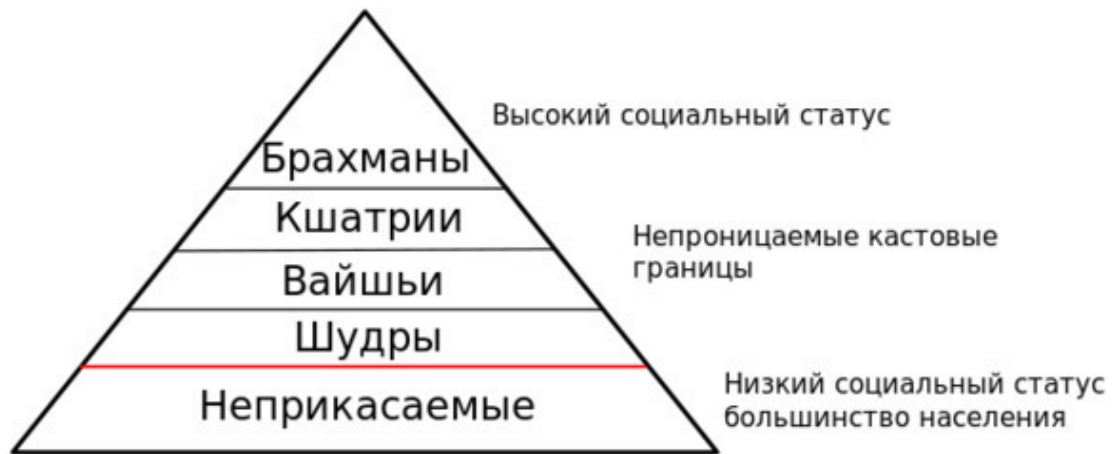 Высокий социальный статус
Брахманы
Кшатрии
Непроницаемые кастовые
границы
Вайшьи
Шудры
Неприкасаемые
Низкий социальный статус
большинство населения